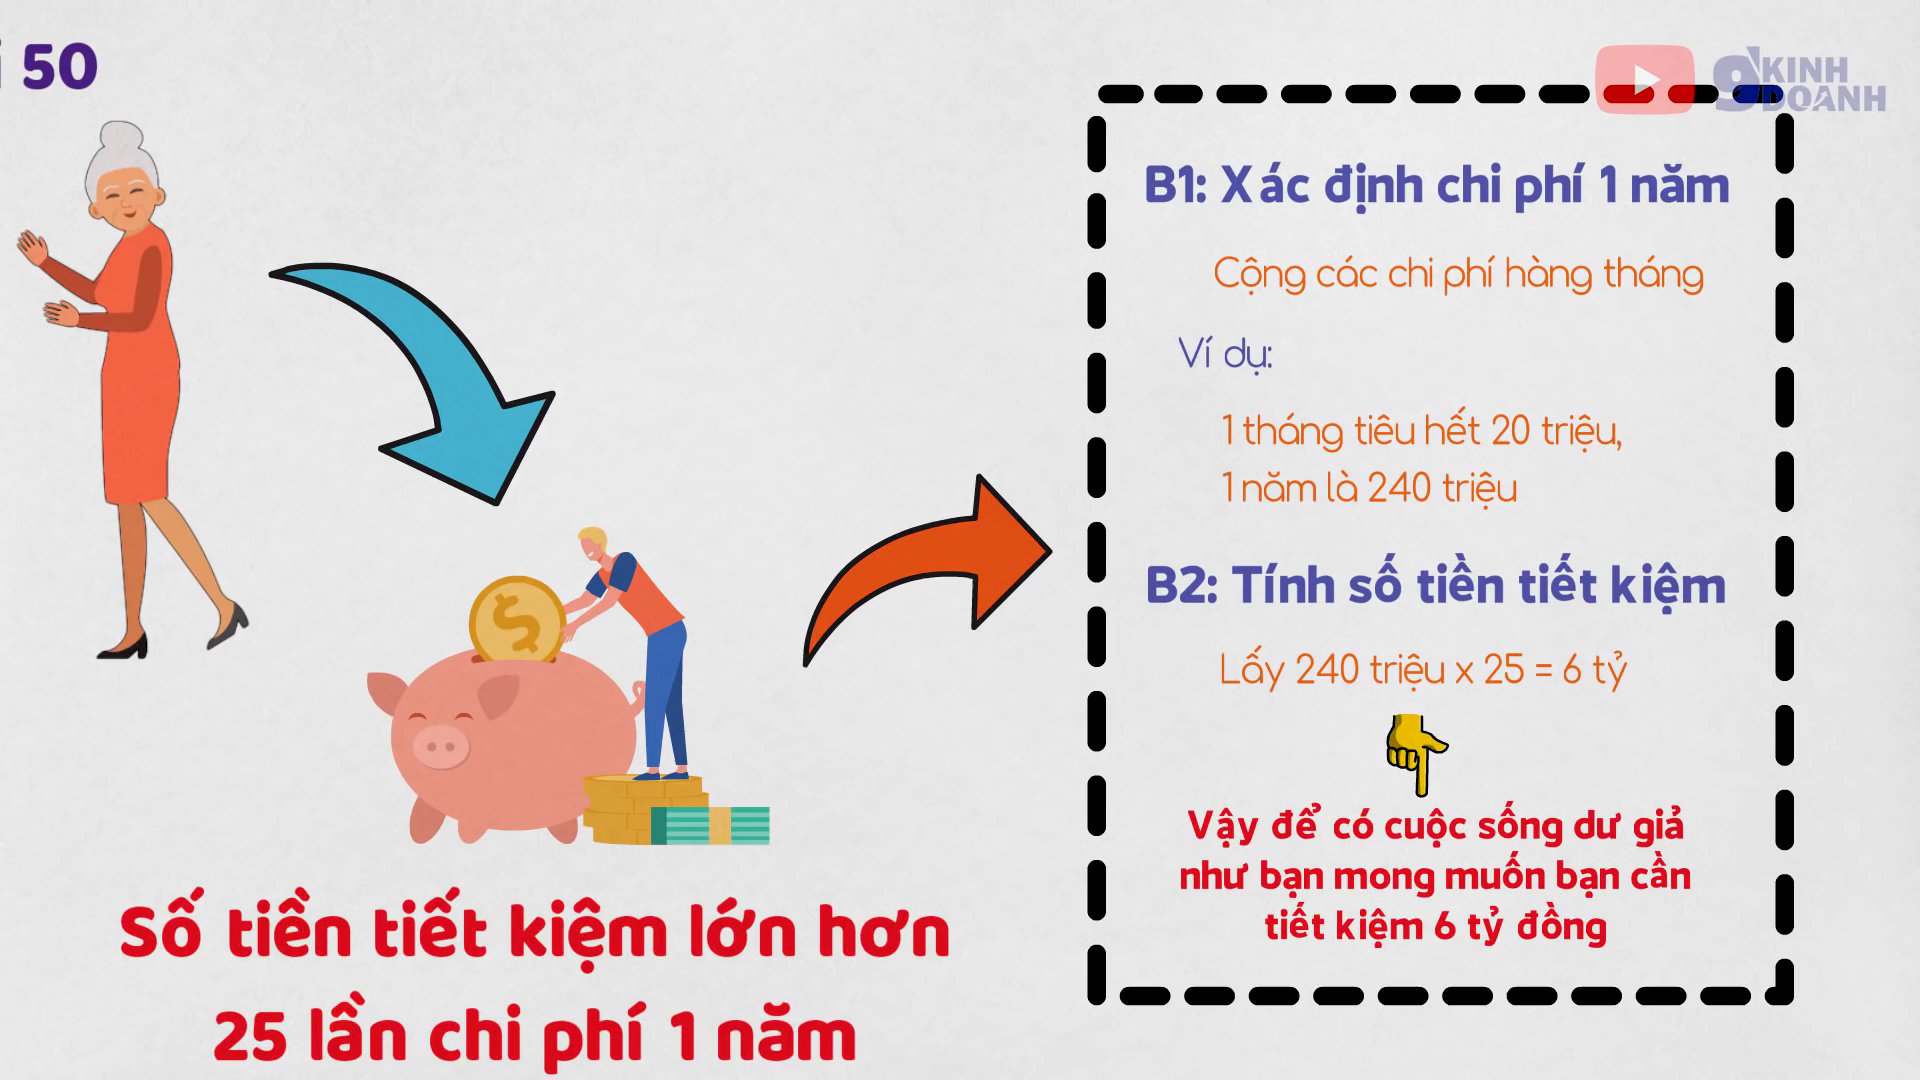 50
9 KINH
DOANH
B1: Xác định chi phí 1 năm
Cộng các chi phí hàng tháng
Ví dụ:
1 tháng tiêu hết 20 triệu,
1 năm là 240 triệu
B2: Tính số tiền tiết kiệm
Lấy 240 triệu x 25 = 6 tỷ
Vậy để có cuộc sống dư giả
như bạn mong muốn bạn cần
tiết kiệm 6 tỷ đồng
Số tiền tiết kiệm lớn hơn
25 lần chi phí 1 năm